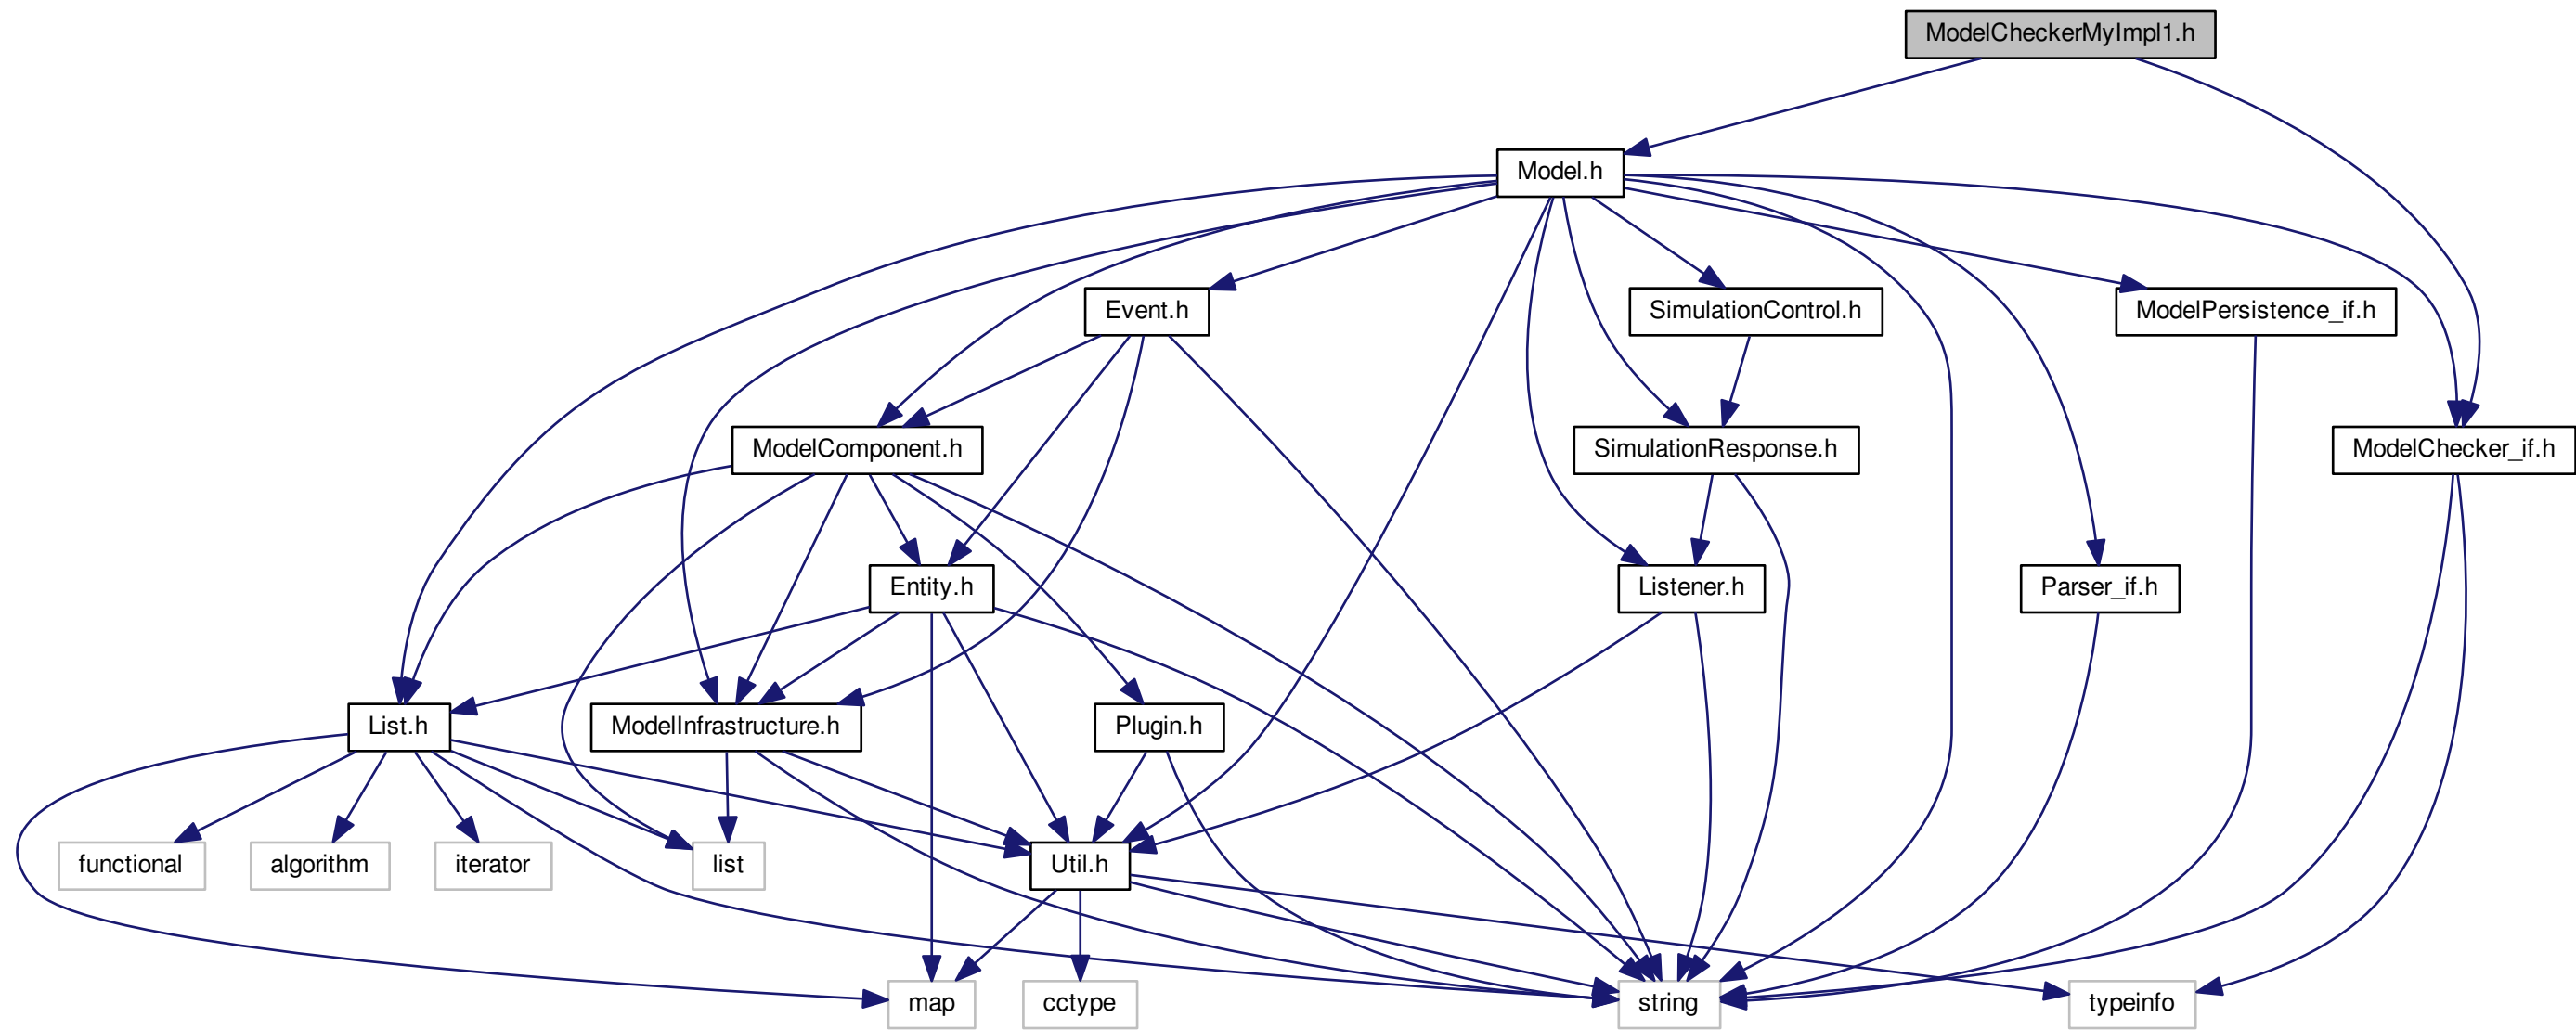 ModelCheckerMyImpl1.h
Model.h
Event.h
SimulationControl.h
ModelPersistence_if.h
ModelComponent.h
SimulationResponse.h
ModelChecker_if.h
Entity.h
Listener.h
Parser_if.h
List.h
ModelInfrastructure.h
Plugin.h
functional
algorithm
iterator
list
Util.h
map
cctype
string
typeinfo